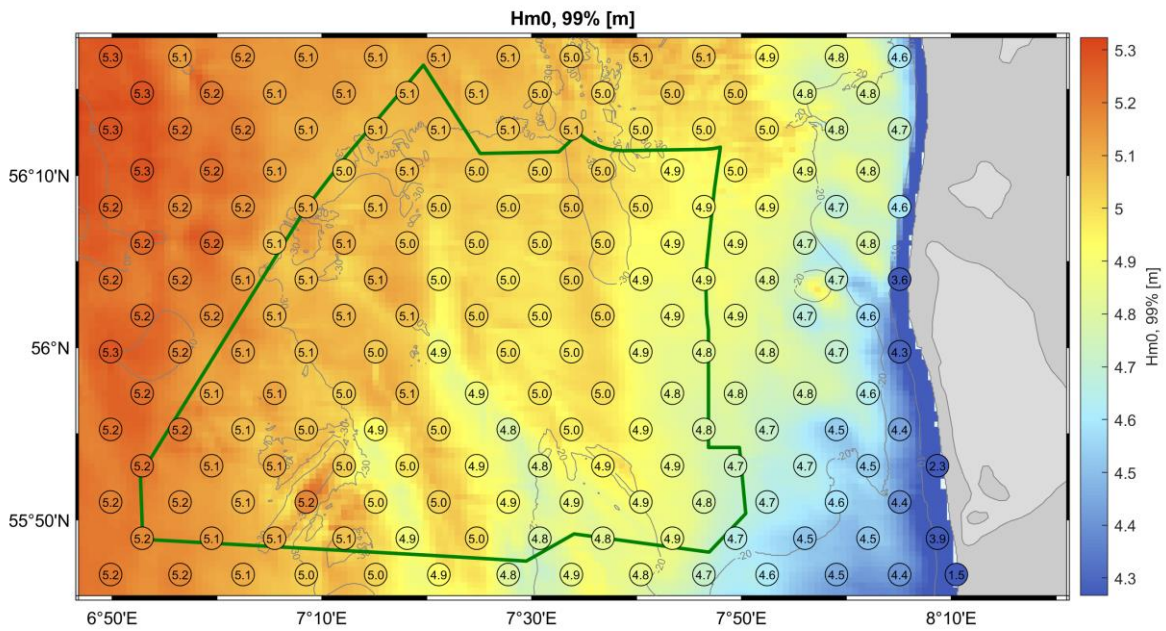 Hm0, 99% [m]
5.3 5.1 5.2 5.1 5.1 5.1 5.1 5.0 5.1 5.1 4.9 4.8 4.6
5.3 5.2 5.1 5.1 5.1 5.1 5.0 5.0 5.0 5.0 4.8 4.8
5.3 5.2 5.2 5.1 5.1 5.1 5.1 5.1 5.0 5.0 5.0 4.8 4.7
56°10'N
5.3 5.2 5.2 5.1 5.0 5.1 5.0 5.0 5.0 4.9 5.0 4.9 4.8
5.2 5.2 5.2 5.1 5.1 5.0 5.0 5.0 5.0 4.9 4.9 4.7 4.6
5.2 5.2 5.1 5.1 5.0 5.0 5.0 5.0 4.9 4.9 4.7 4.8
5.2 5.2 5.1 5.1 5.1 5.0 5.0 5.0 4.9 4.9 4.8 4.7 3.6
5.2 5.2 5.2 5.1 5.1 5.0 5.0 5.0 4.9 4.9 4.7 4.6
56°N
5.3 5.2 5.1 5.1 5.0 4.9 5.0 5.0 4.9 4.8 4.8 4.7 4.3
5.2 5.1 5.1 5.0 5.1 4.9 5.0 5.0 4.8 4.8 4.8 4.6
5.2 5.2 5.1 5.0 4.9 5.0 4.8 5.0 4.9 4.8 4.7 4.5 4.4
5.2 5.1 5.1 5.0 5.0 4.9 4.8 4.9 4.9 4.7 4.7 4.5 2.3
5.2 5.2 5.1 5.2 5.0 5.0 4.9 4.9 4.9 4.8 4.7 4.6 4.4
55°50'N
5.2 5.1 5.1 5.1 4.9 5.0 4.8 4.8 4.9 4.7 4.5 4.5 3.9
5.2 5.2 5.1 5.0 5.0 4.9 4.8 4.9 4.8 4.7 4.6 4.5 4.4 1.5
6°50'E 7°10'E 7°30'E 7°50'E 8°10'E
5.3
5.2
5.1
5
4.9
4.8
4.7
4.6
4.5
4.4
4.3
Hm0, 99% [m]